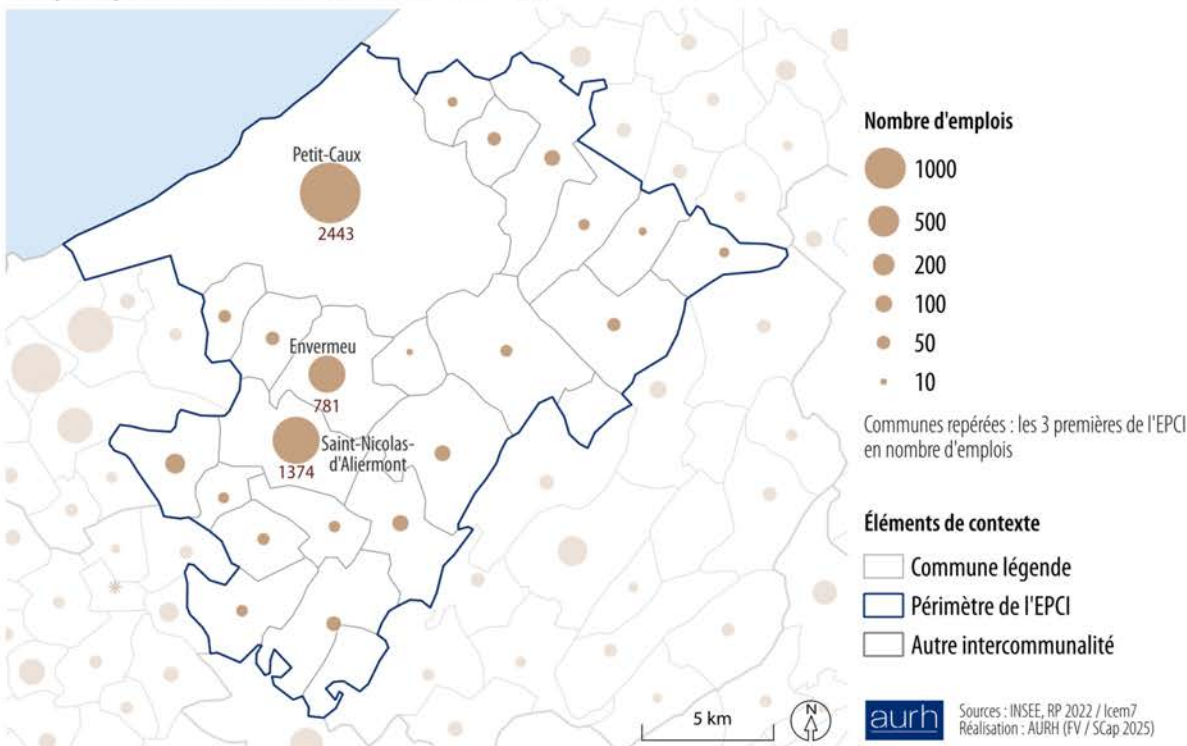 Petit-Caux
2443
Envermeu
781
Saint-Nicolas-
d'Aliermont
1374
5 km
N
Nombre d'emplois
1000
500
200
100
50
10
Communes repérées : les 3 premières de l'EPCI
en nombre d'emplois
Éléments de contexte
Commune légende
Périmètre de l'EPCI
Autre intercommunalité
aurh
Sources : INSEE, RP 2022 / Icem7
Réalisation : AURH (FV / SCap 2025)